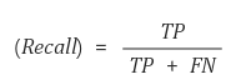 (Recall) = TP / TP + FN